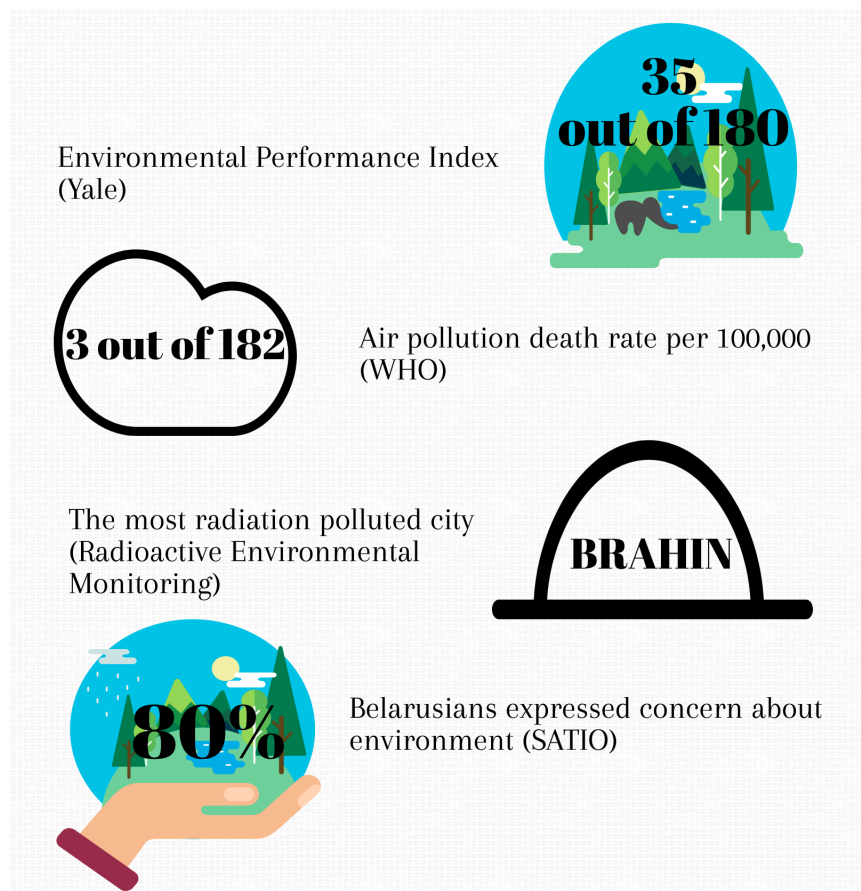 35
out of 180
Environmental Performance Index
(Yale)
3 out of 182
Air pollution death rate per 100,000
(WHO)
The most radiation polluted city
(Radioactive Environmental
Monitoring)
BRAHIN
80%
Belarusians expressed concern about
environment (SATIO)